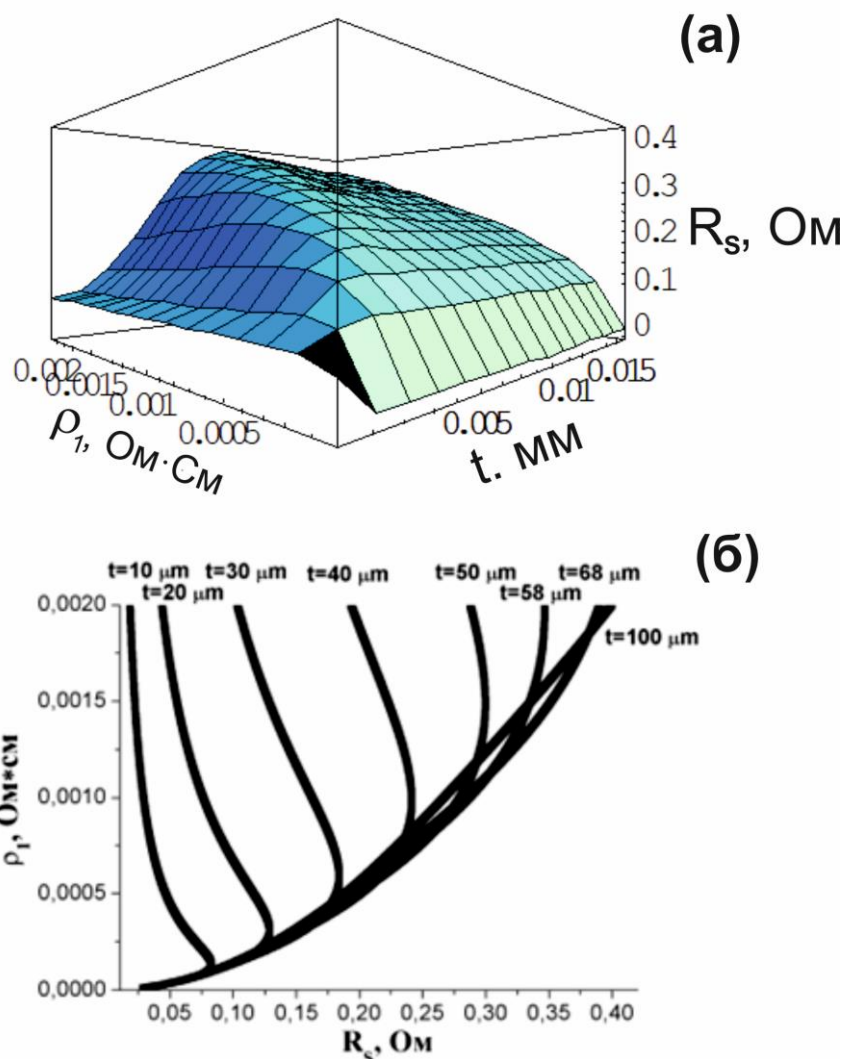 (а)
0.4
0.3
0.2
0.1
0
Rs, Ом
0.002
0.0015
0.001
0.0005
ρ1, Ом·См
0.005
0.01
0.015
t. мм
(б)
t=10 μm t=30 μm t=40 μm t=50 μm t=68 μm
t=20 μm t=58 μm
t=100 μm
0,0020
0,0015
0,0010
0,0005
0,0000
ρ1, Ом*см
0,05 0,10 0,15 0,20 0,25 0,30 0,35 0,40
Rs, Ом